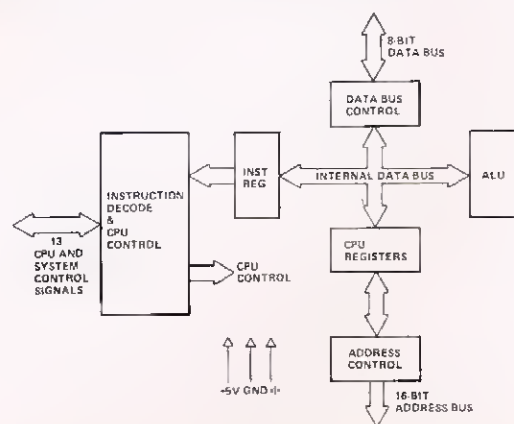 8-BIT
DATA BUS
DATA BUS
CONTROL
INSTRUCTION
DECODE
&
CPU
CONTROL
INST
REG
INTERNAL DATA BUS
ALU
13
CPU AND
SYSTEM
CONTROL
SIGNALS
CPU
CONTROL
CPU
REGISTERS
+5V GND Φ
ADDRESS
CONTROL
16-BIT
ADDRESS BUS